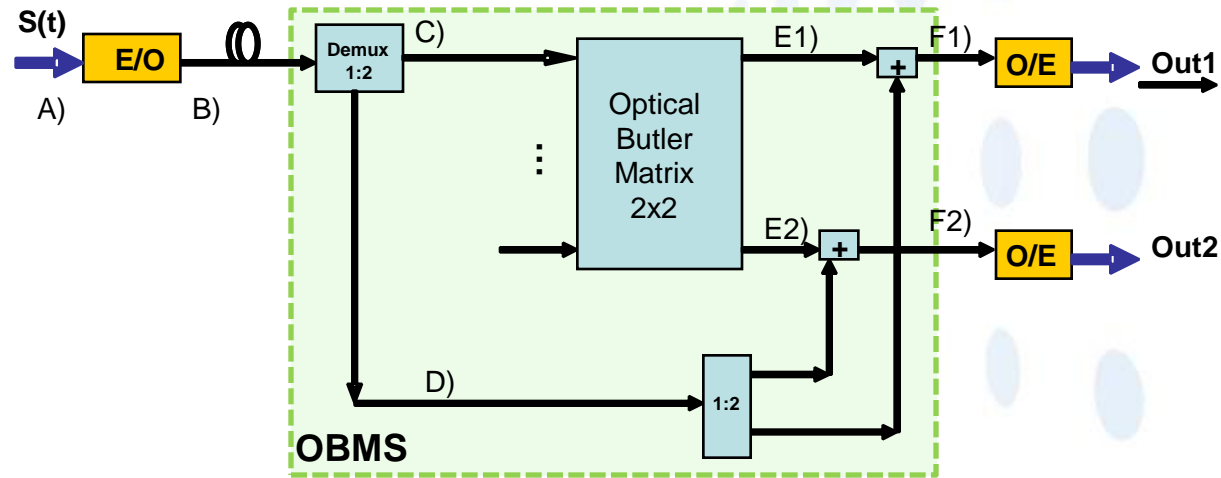 S(t)
E/O
A)
B)
Demux
1:2
C)
Optical
Butler
Matrix
2x2
⋮
E1)
+
F1)
O/E
Out1
E2)
+
F2)
O/E
Out2
D)
1:2
OBMS